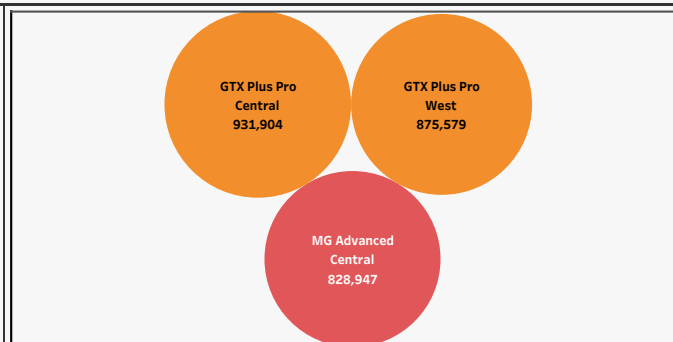 GTX Plus Pro
Central
931,904
GTX Plus Pro
West
875,579
MG Advanced
Central
828,947